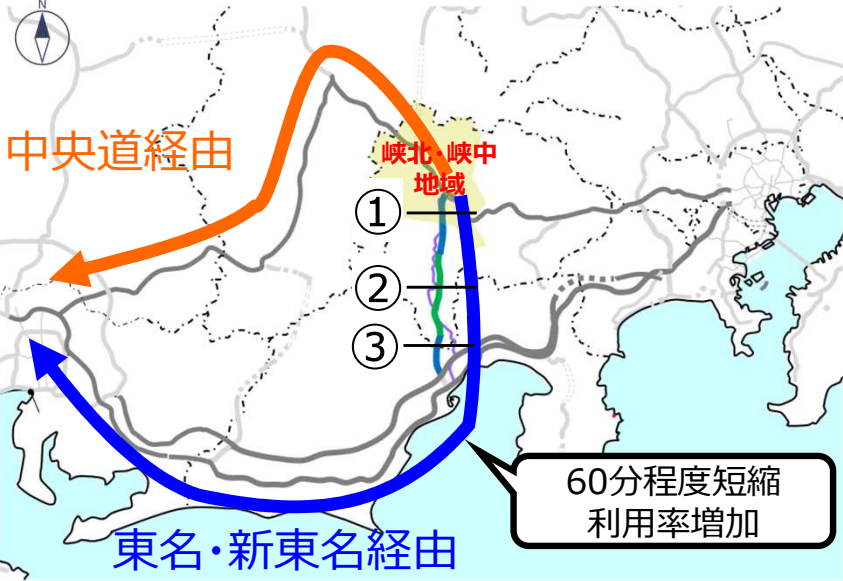 N
中央道経由
峡北・峡中
地域
①
②
③
60分程度短縮
利用率増加
東名・新東名経由